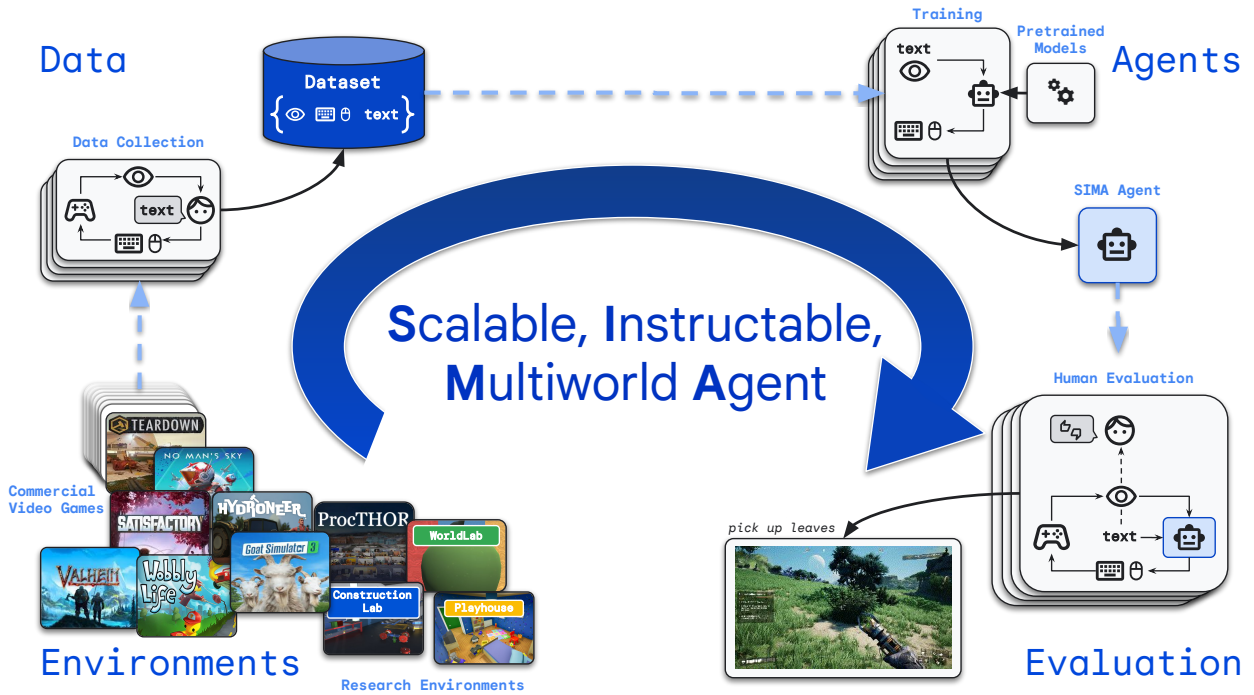 Data
Dataset
{ text }
Data Collection
text
Training
text
Pretrained
Models
Agents
SIMA Agent
Scalable, Instructable,
Multiworld Agent
Human Evaluation
text
Commercial
Video Games
TEARDOWN
NO MAN'S SKY
SATISFACTORY
HYDRONEER
ProcTHOR
WorldLab
VALHEIM
Wobbly
Life
Goat Simulator 3
Construction
Lab
Playhouse
Environments
Research Environments
pick up leaves
Evaluation